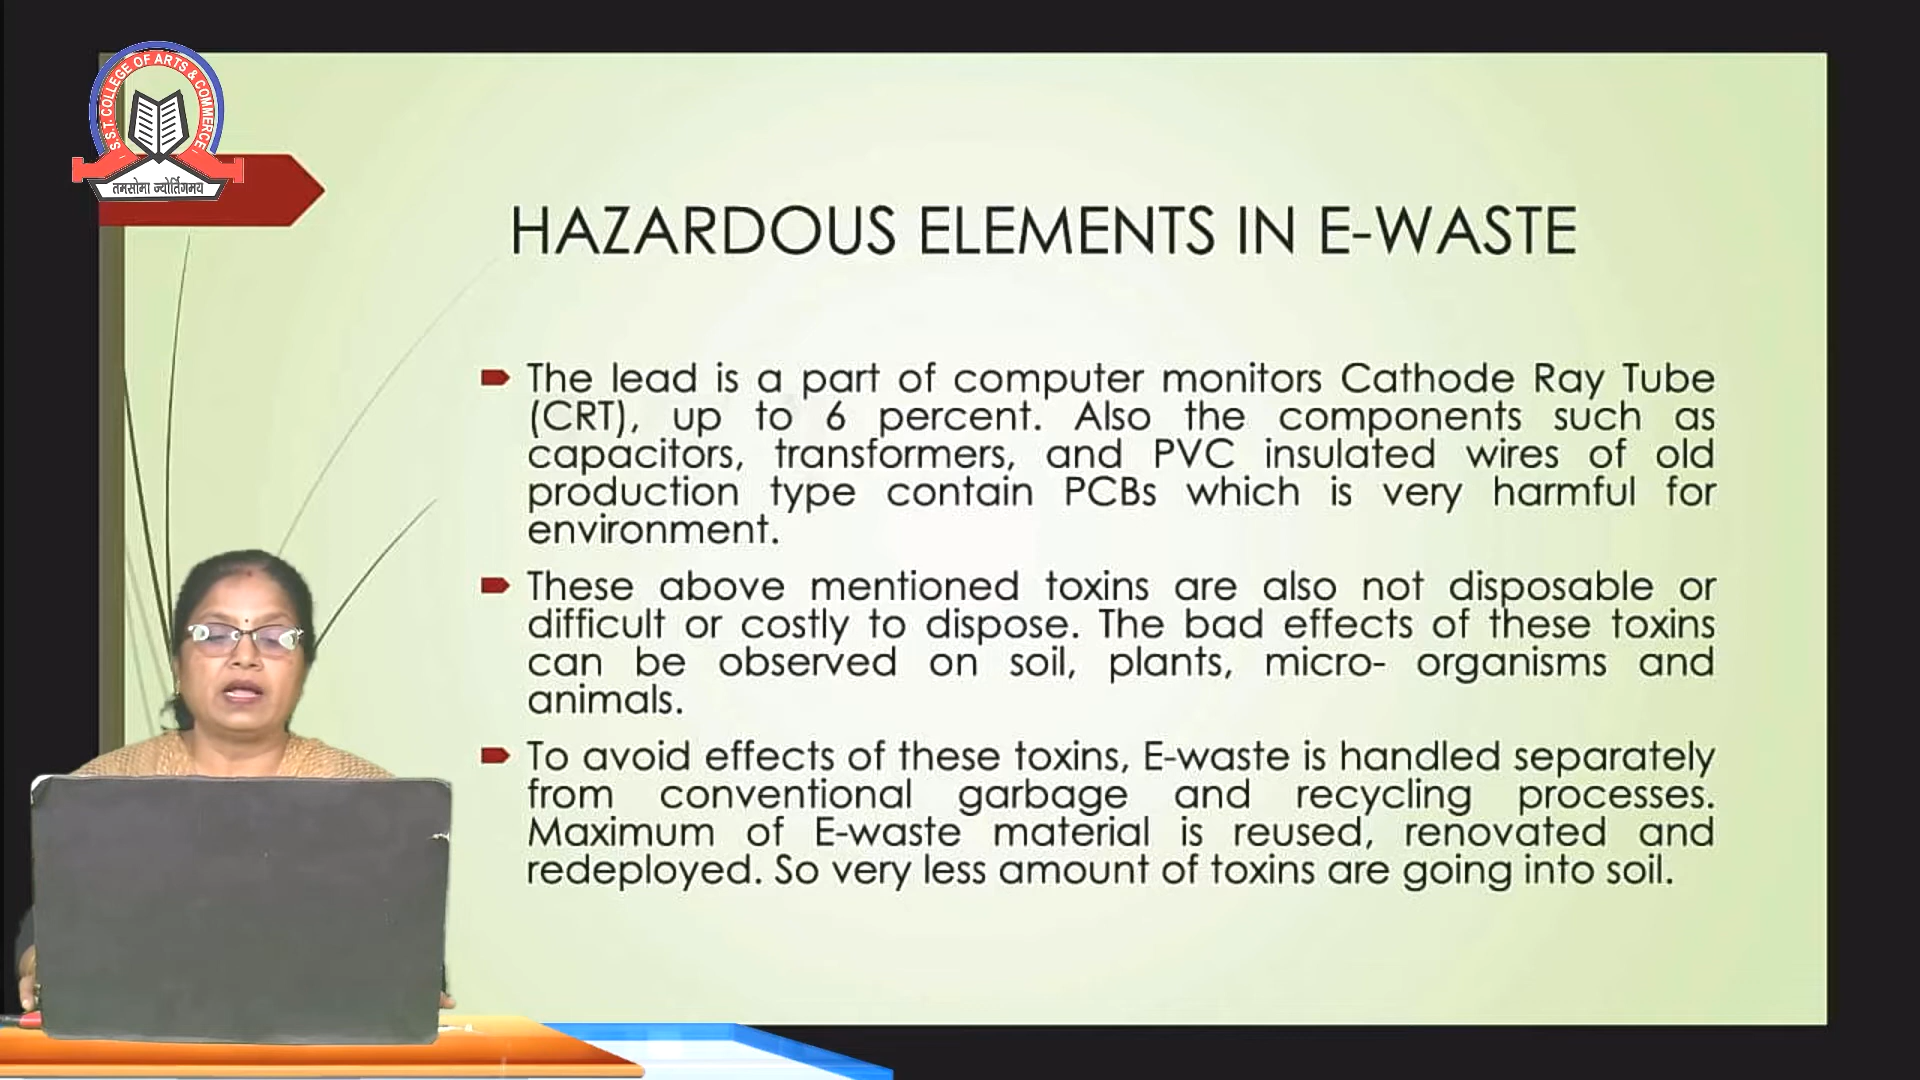 S.S.T. COLLEGE OF ARTS & COMMERCE
तमसोमा ज्योर्तिगमय
HAZARDOUS ELEMENTS IN E-WASTE
The lead is a part of computer monitors Cathode Ray Tube
(CRT), up to 6 percent. Also the components such as
capacitors, transformers, and PVC insulated wires of old
production type contain PCBs which is very harmful for
environment.
These above mentioned toxins are also not disposable or
difficult or costly to dispose. The bad effects of these toxins
can be observed on soil, plants, micro- organisms and
animals.
To avoid effects of these toxins, E-waste is handled separately
from conventional garbage and recycling processes.
Maximum of E-waste material is reused, renovated and
redeployed. So very less amount of toxins are going into soil.